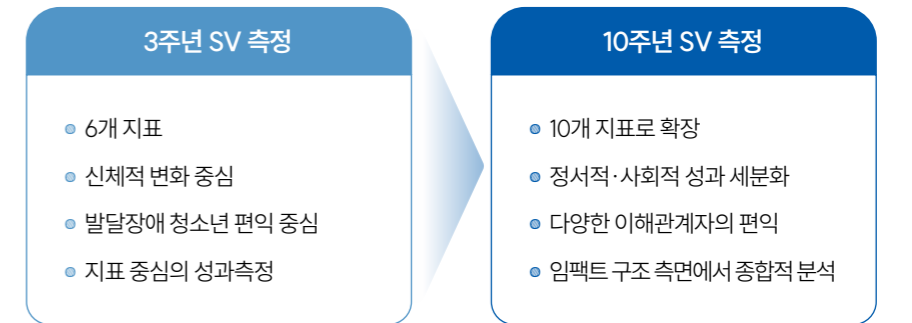 3주년 SV 측정
6개 지표
신체적 변화 중심
발달장애 청소년 편익 중심
지표 중심의 성과측정
10주년 SV 측정
10개 지표로 확장
정서적·사회적 성과 세분화
다양한 이해관계자의 편익
임팩트 구조 측면에서 종합적 분석